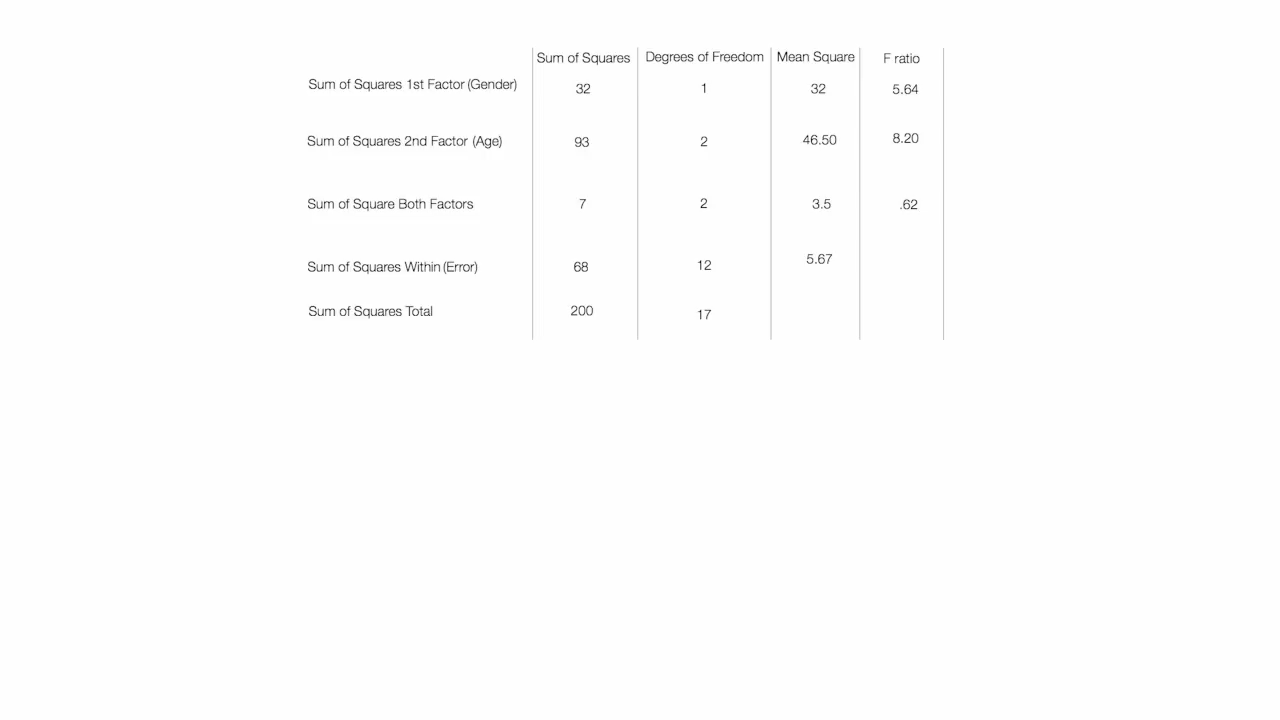 Sum of Squares Degrees of Freedom Mean Square F ratio
Sum of Squares 1st Factor (Gender) 32 1 32 5.64
Sum of Squares 2nd Factor (Age) 93 2 46.50 8.20
Sum of Square Both Factors 7 2 3.5 .62
Sum of Squares Within (Error) 68 12 5.67
Sum of Squares Total 200 17